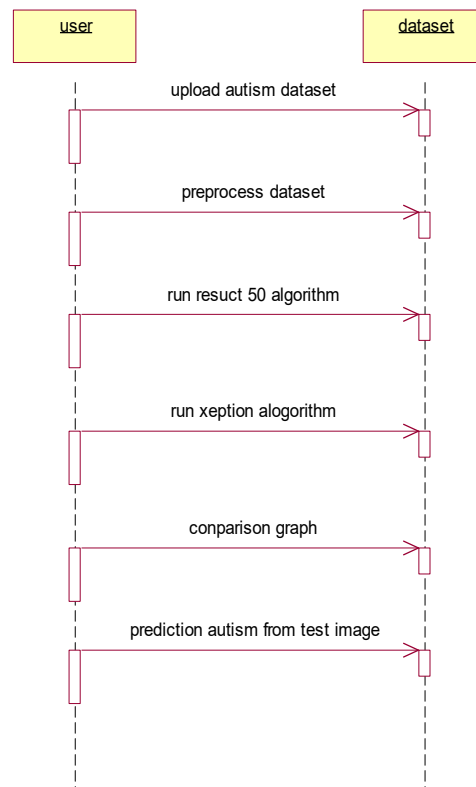 user
dataset
upload autism dataset
preprocess dataset
run resuct 50 algorithm
run xeption alogorithm
conparison graph
prediction autism from test image